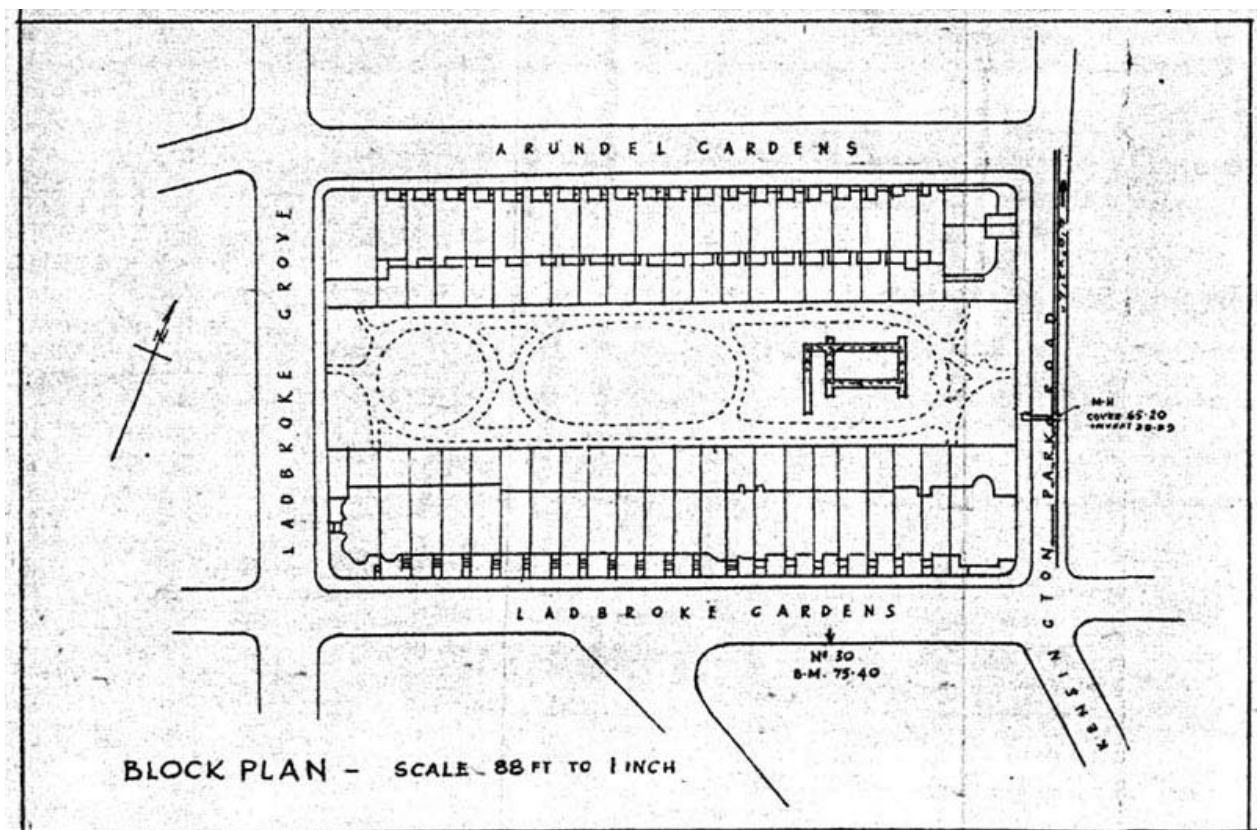 ARUNDEL GARDENS
LADBROKE GROVE
N
KENSINGTON PARK ROAD
M·H
COVER 65·20
INVERT
LADBROKE GARDENS
Nº 30
B·M. 75·40
BLOCK PLAN – SCALE 88 FT TO 1 INCH